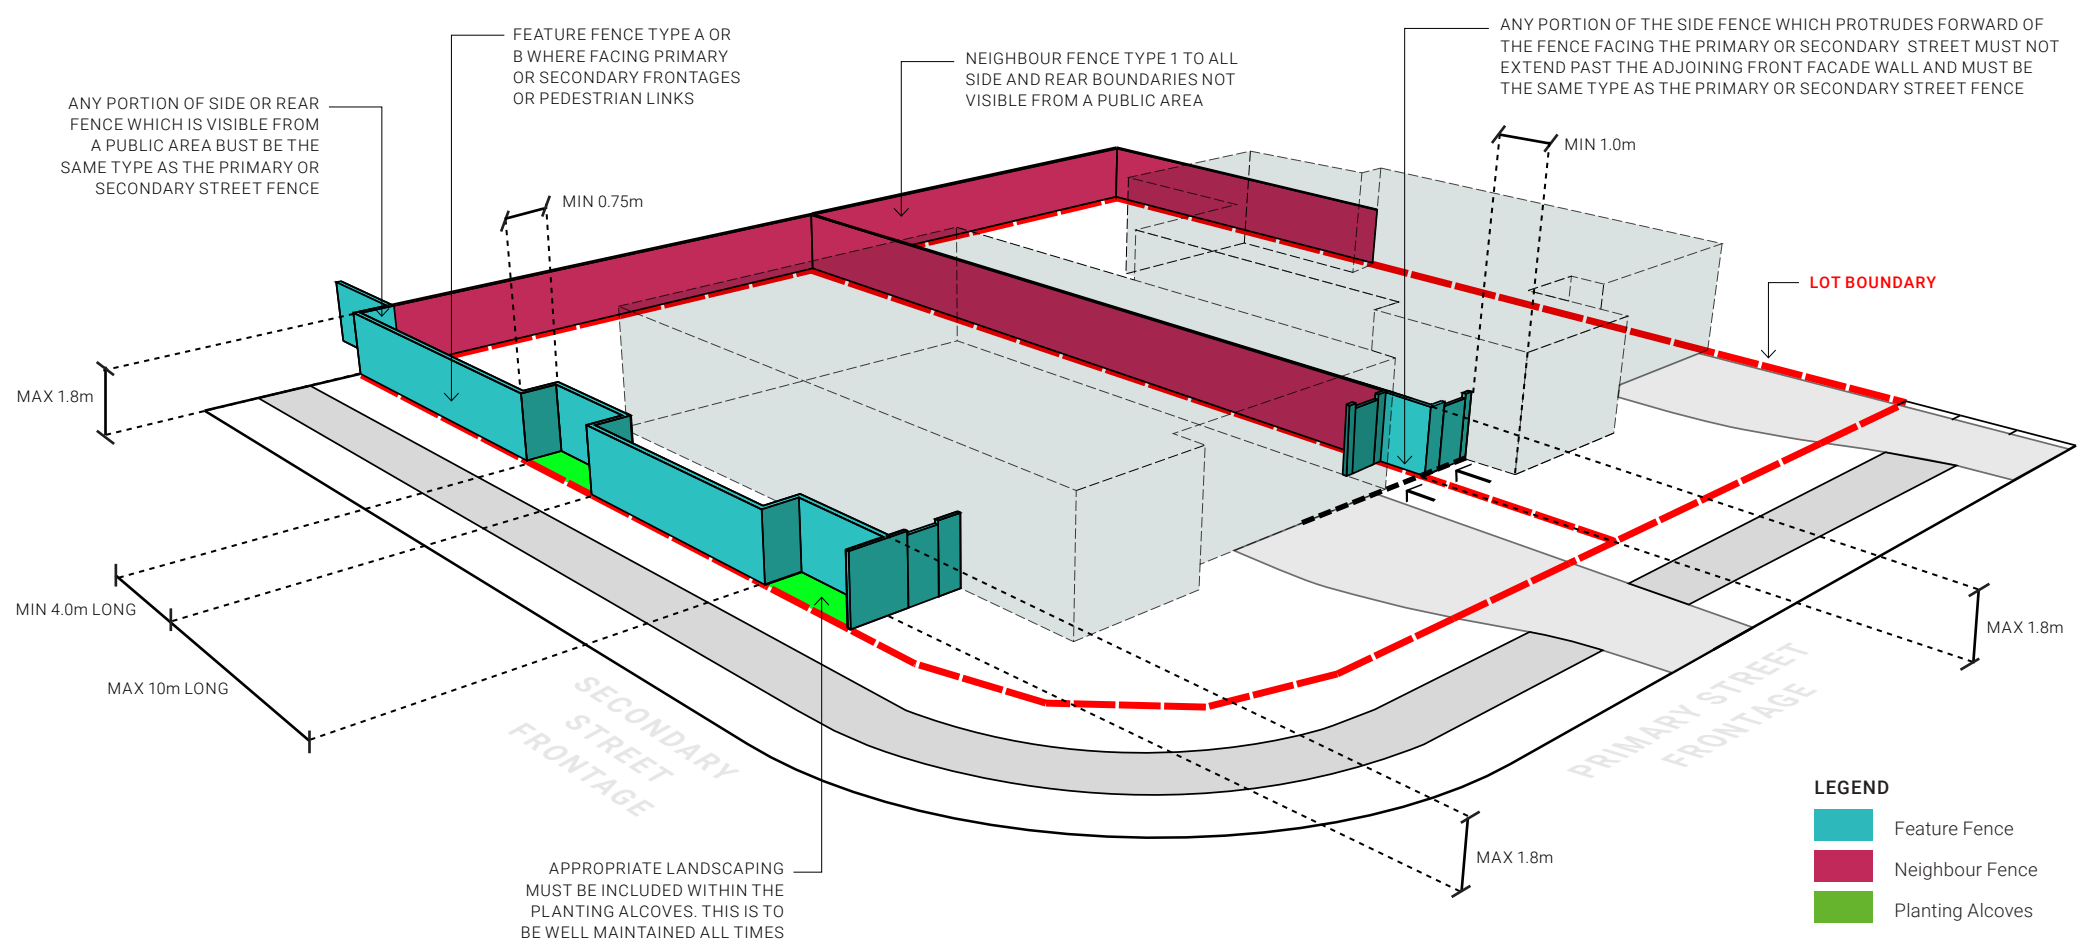 FEATURE FENCE TYPE A OR
B WHERE FACING PRIMARY
OR SECONDARY FRONTAGES
OR PEDESTRIAN LINKS
NEIGHBOUR FENCE TYPE 1 TO ALL
SIDE AND REAR BOUNDARIES NOT
VISIBLE FROM A PUBLIC AREA
ANY PORTION OF THE SIDE FENCE WHICH PROTRUDES FORWARD OF
THE FENCE FACING THE PRIMARY OR SECONDARY STREET MUST NOT
EXTEND PAST THE ADJOINING FRONT FACADE WALL AND MUST BE
THE SAME TYPE AS THE PRIMARY OR SECONDARY STREET FENCE
ANY PORTION OF SIDE OR REAR
FENCE WHICH IS VISIBLE FROM
A PUBLIC AREA BUST BE THE
SAME TYPE AS THE PRIMARY OR
SECONDARY STREET FENCE
MIN 1.0m
MIN 0.75m
LOT BOUNDARY
MAX 1.8m
MIN 4.0m LONG
MAX 10m LONG
MAX 1.8m
SECONDARY
STREET
FRONTAGE
PRIMARY STREET
FRONTAGE
MAX 1.8m
APPROPRIATE LANDSCAPING
MUST BE INCLUDED WITHIN THE
PLANTING ALCOVES. THIS IS TO
BE WELL MAINTAINED ALL TIMES
LEGEND
Feature Fence
Neighbour Fence
Planting Alcoves